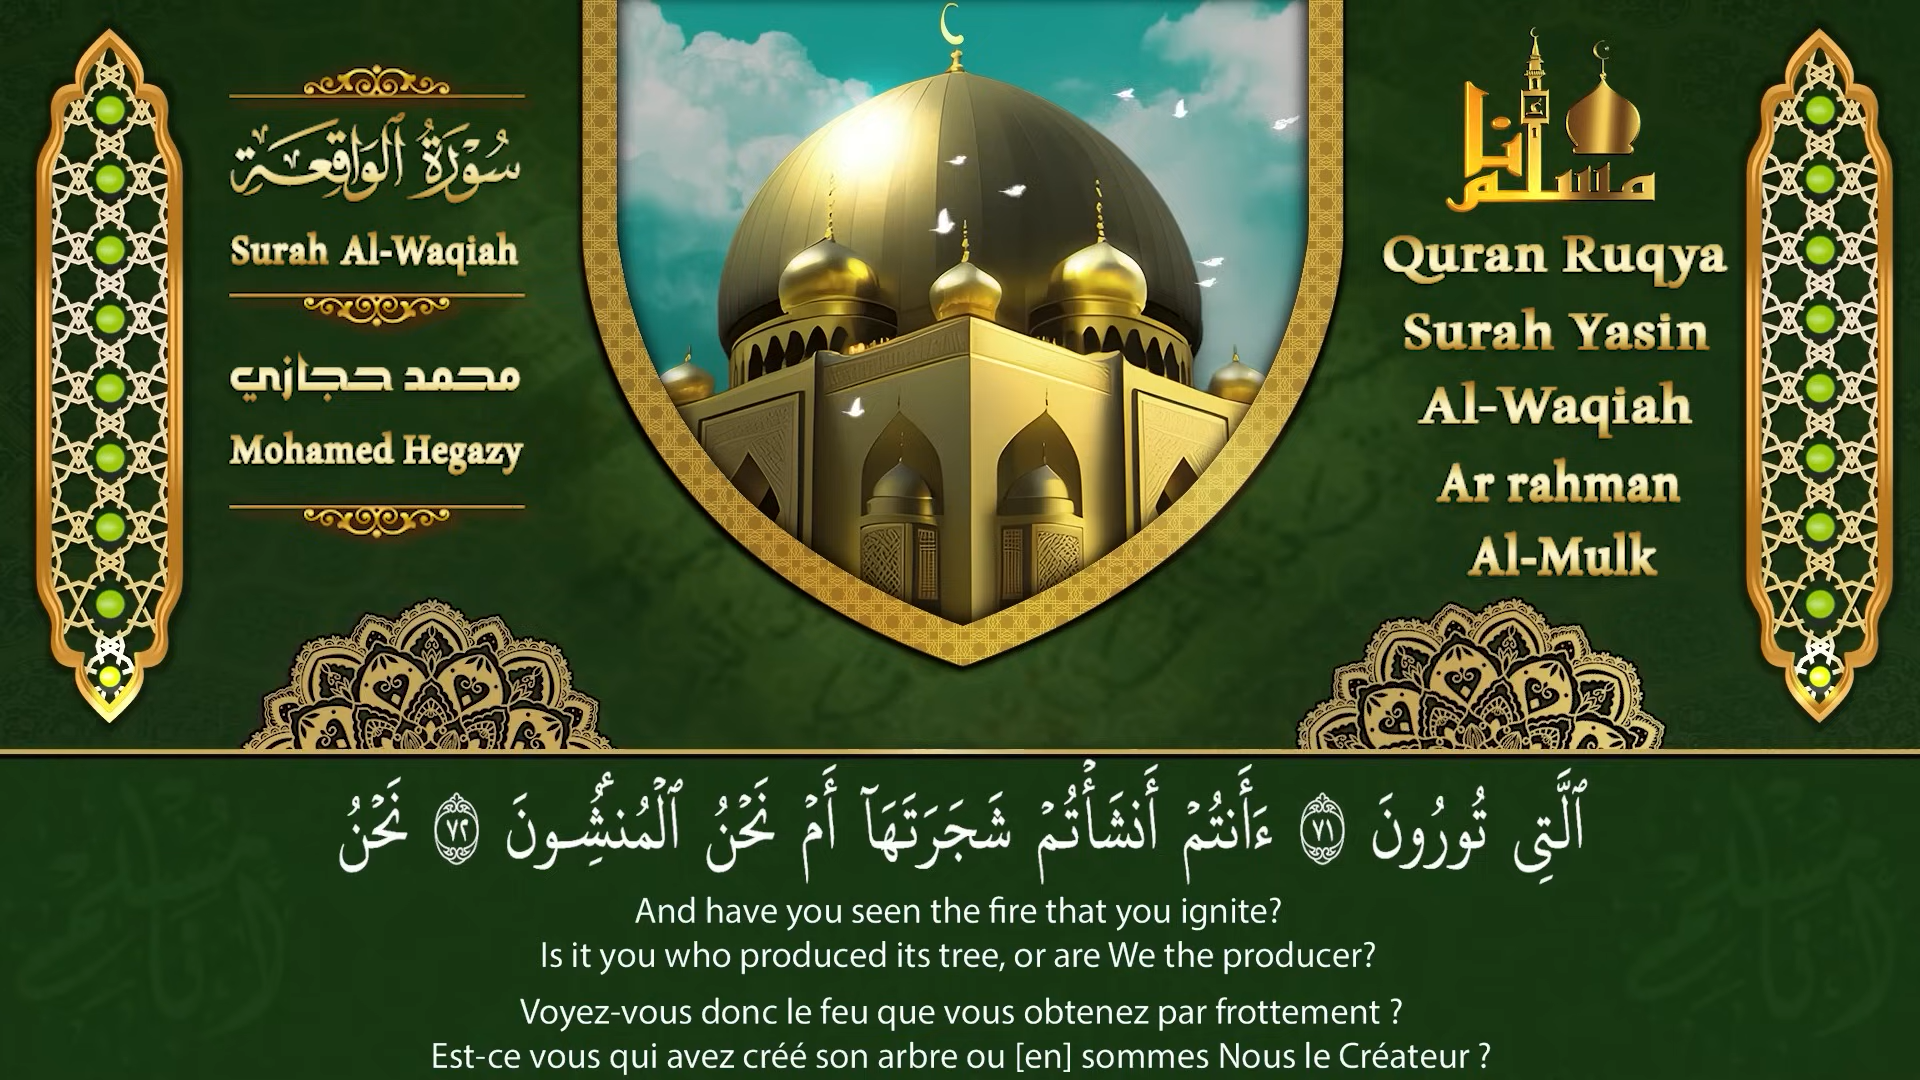 سُورَةُ الْوَاقِعَةِ
Surah Al-Waqiah
محمد حجازي
Mohamed Hegazy
أنا
مسلم
Quran Ruqya
Surah Yasin
Al-Waqiah
Ar rahman
Al-Mulk
ٱلَّتِى تُورُونَ ٧١ ءَأَنتُمْ أَنشَأْتُمْ شَجَرَتَهَآ أَمْ نَحْنُ ٱلْمُنشِـُٔونَ ٧٢ نَحْنُ
And have you seen the fire that you ignite?
Is it you who produced its tree, or are We the producer?
Voyez-vous donc le feu que vous obtenez par frottement ?
Est-ce vous qui avez créé son arbre ou [en] sommes Nous le Créateur ?